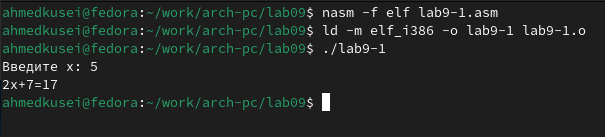 ahmedkusei@fedora:~/work/arch-pc/lab09$ nasm -f elf lab9-1.asm
ahmedkusei@fedora:~/work/arch-pc/lab09$ ld -m elf_i386 -o lab9-1 lab9-1.o
ahmedkusei@fedora:~/work/arch-pc/lab09$ ./lab9-1
Введите x: 5
2x+7=17
ahmedkusei@fedora:~/work/arch-pc/lab09$